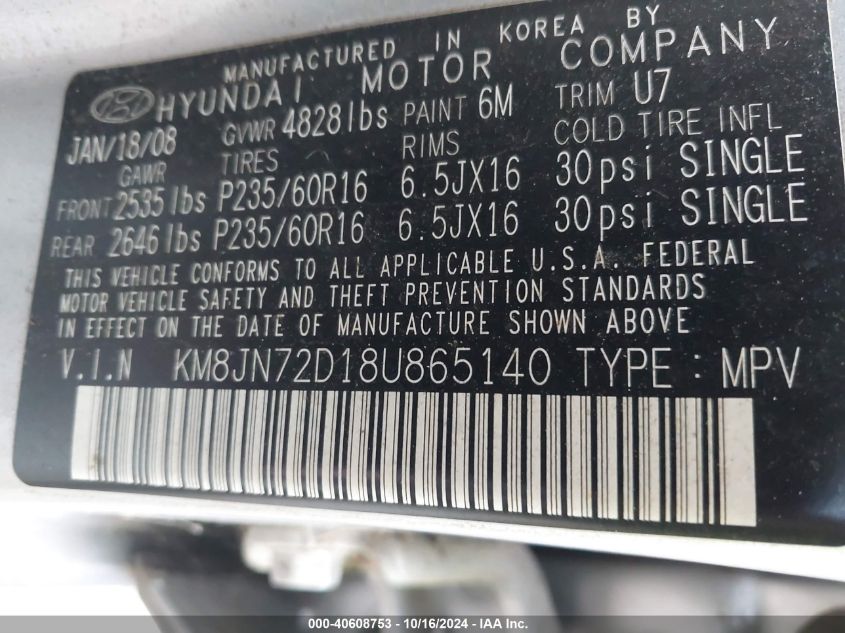 MANUFACTURED IN KOREA BY
HYUNDAI MOTOR COMPANY
JAN/18/08 GVWR 4828lbs PAINT 6M TRIM U7
GAWR TIRES RIMS COLD TIRE INFL
FRONT 2535lbs P235/60R16 6.5JX16 30psi SINGLE
REAR 2646lbs P235/60R16 6.5JX16 30psi SINGLE
THIS VEHICLE CONFORMS TO ALL APPLICABLE U.S.A. FEDERAL
MOTOR VEHICLE SAFETY AND THEFT PREVENTION STANDARDS
IN EFFECT ON THE DATE OF MANUFACTURE SHOWN ABOVE
V.I.N KM8JN72D18U865140 TYPE : MPV
000-40608753 - 10/16/2024 - IAA Inc.